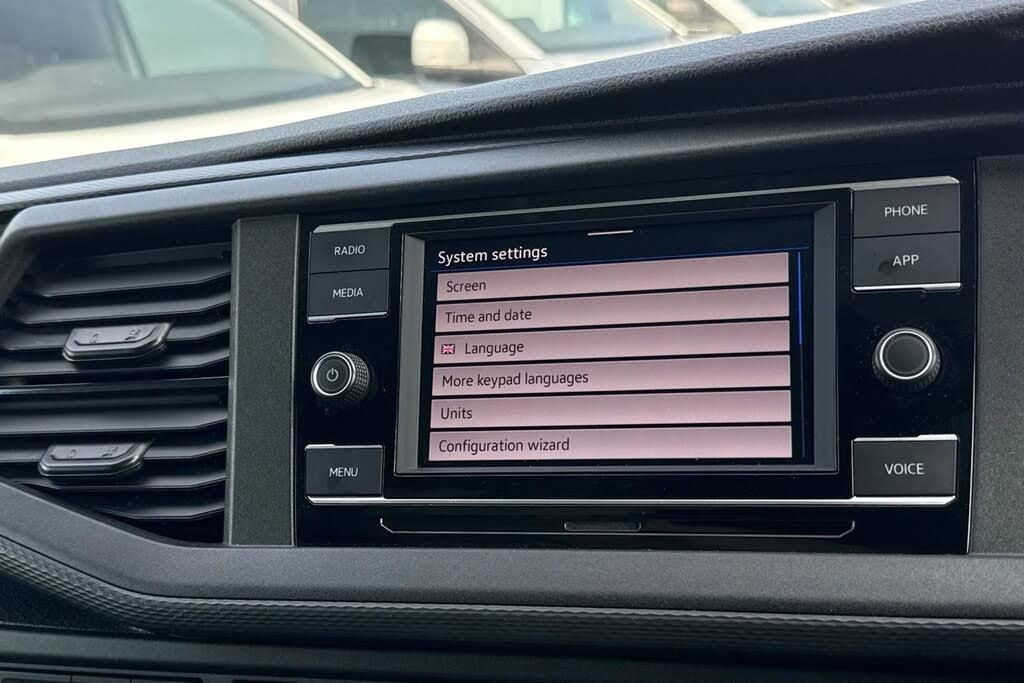 RADIO
MEDIA
MENU
System settings
Screen
Time and date
Language
More keypad languages
Units
Configuration wizard
PHONE
APP
VOICE